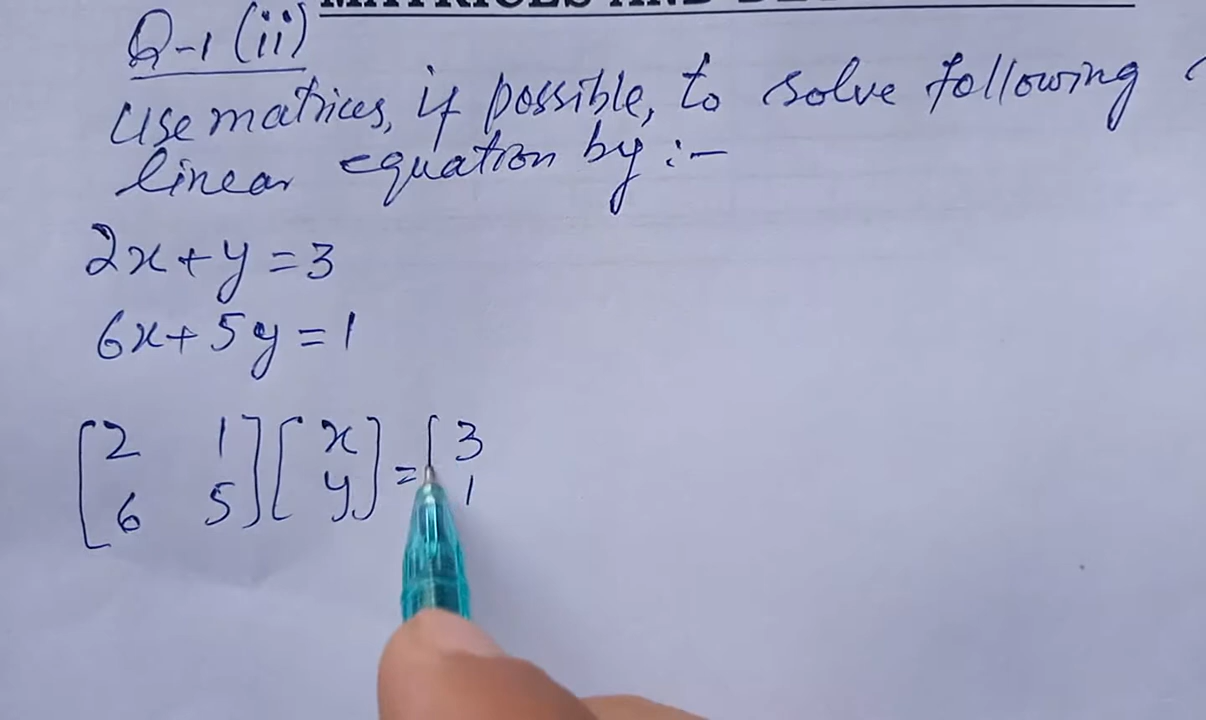 Q-1 (ii)
Use matrices, if possible, to solve following
linear equation by :-
2x + y = 3
6x + 5y = 1
[2 1] [x] = [3
[6 5] [y] 1